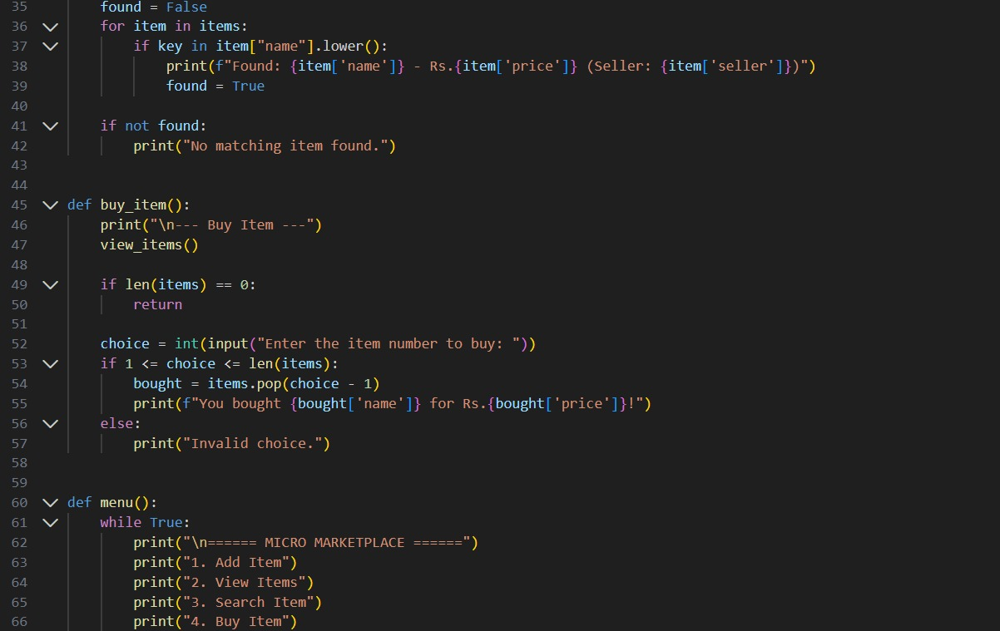 35 found = False
36 for item in items:
37 if key in item["name"].lower():
38 print(f"Found: {item['name']} - Rs.{item['price']} (Seller: {item['seller']})")
39 found = True
40
41 if not found:
42 print("No matching item found.")
43
44
45 def buy_item():
46 print("\n--- Buy Item ---")
47 view_items()
48
49 if len(items) == 0:
50 return
51
52 choice = int(input("Enter the item number to buy: "))
53 if 1 <= choice <= len(items):
54 bought = items.pop(choice - 1)
55 print(f"You bought {bought['name']} for Rs.{bought['price']}!")
56 else:
57 print("Invalid choice.")
58
59
60 def menu():
61 while True:
62 print("\n====== MICRO MARKETPLACE ======")
63 print("1. Add Item")
64 print("2. View Items")
65 print("3. Search Item")
66 print("4. Buy Item")